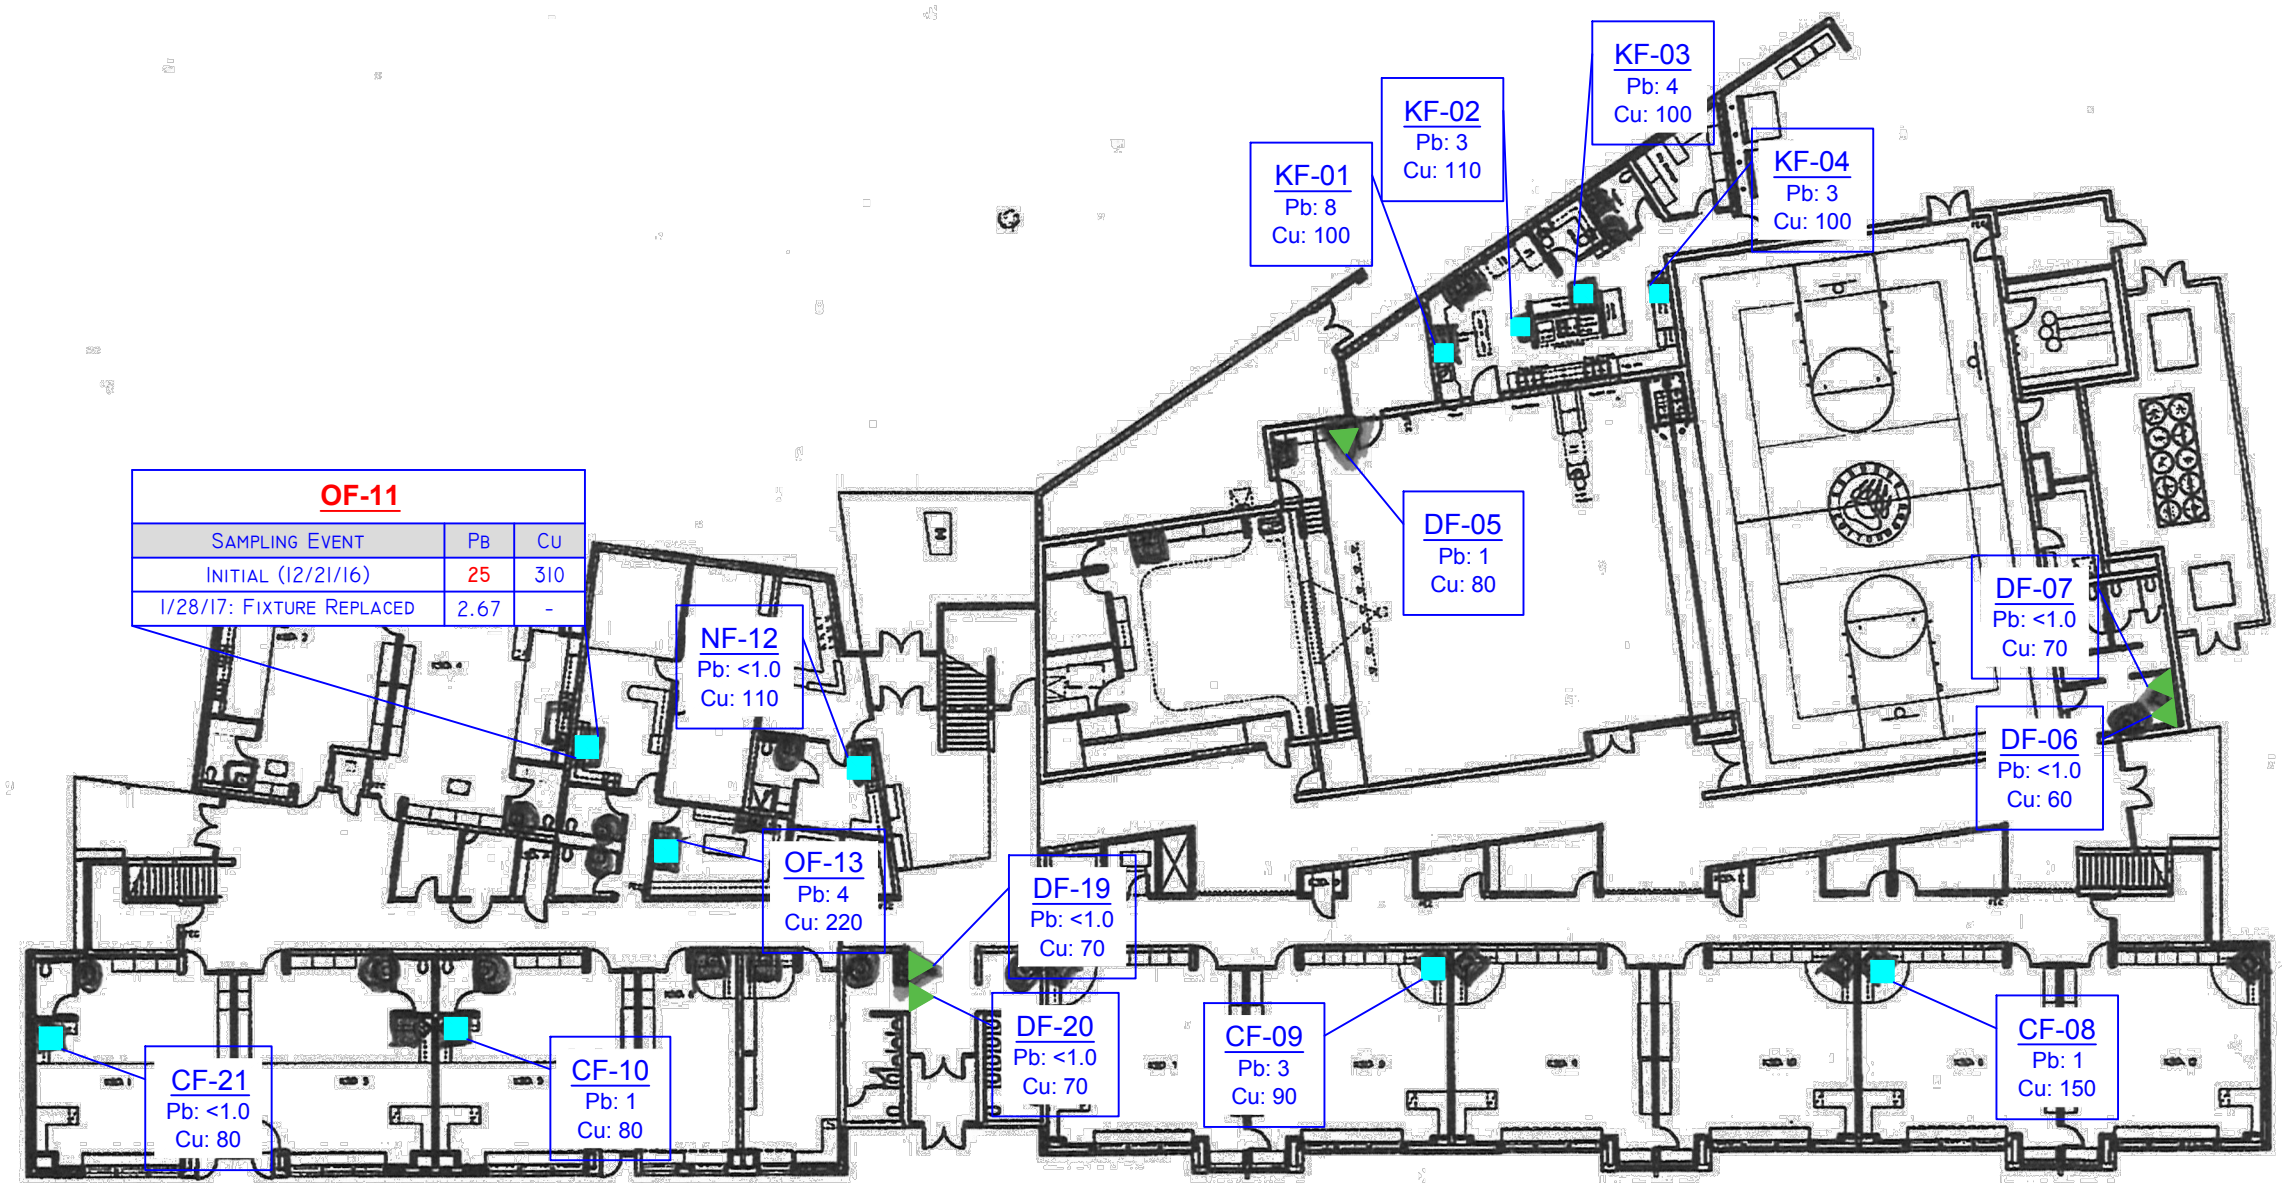 KF-03
Pb: 4
Cu: 100
KF-02
Pb: 3
Cu: 110
KF-04
Pb: 3
Cu: 100
KF-01
Pb: 8
Cu: 100
OF-11
SAMPLING EVENT PB CU
INITIAL (12/21/16) 25 310
1/28/17: FIXTURE REPLACED 2.67 -
DF-05
Pb: 1
Cu: 80
DF-07
Pb: <1.0
Cu: 70
NF-12
Pb: <1.0
Cu: 110
DF-06
Pb: <1.0
Cu: 60
OF-13
Pb: 4
Cu: 220
DF-19
Pb: <1.0
Cu: 70
DF-20
Pb: <1.0
Cu: 70
CF-09
Pb: 3
Cu: 90
CF-08
Pb: 1
Cu: 150
CF-21
Pb: <1.0
Cu: 80
CF-10
Pb: 1
Cu: 80